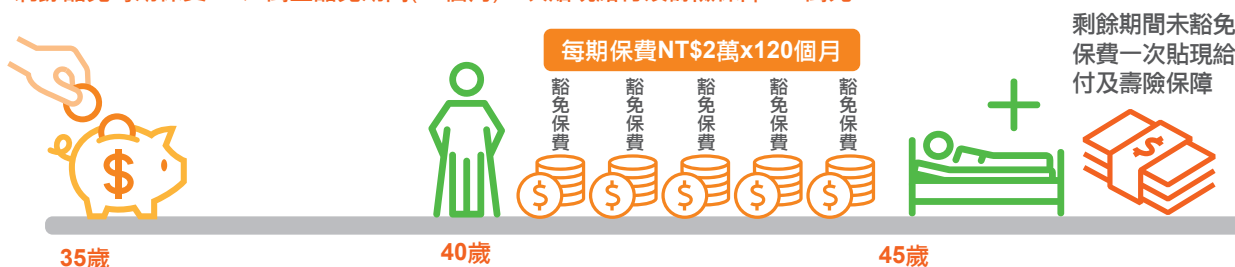 剩餘期間未豁免
保費一次貼現給
付及壽險保障
每期保費NT$2萬x120個月
豁免保費
豁免保費
豁免保費
豁免保費
豁免保費
$
$
$
$
$
$
$
35歲
40歲
45歲